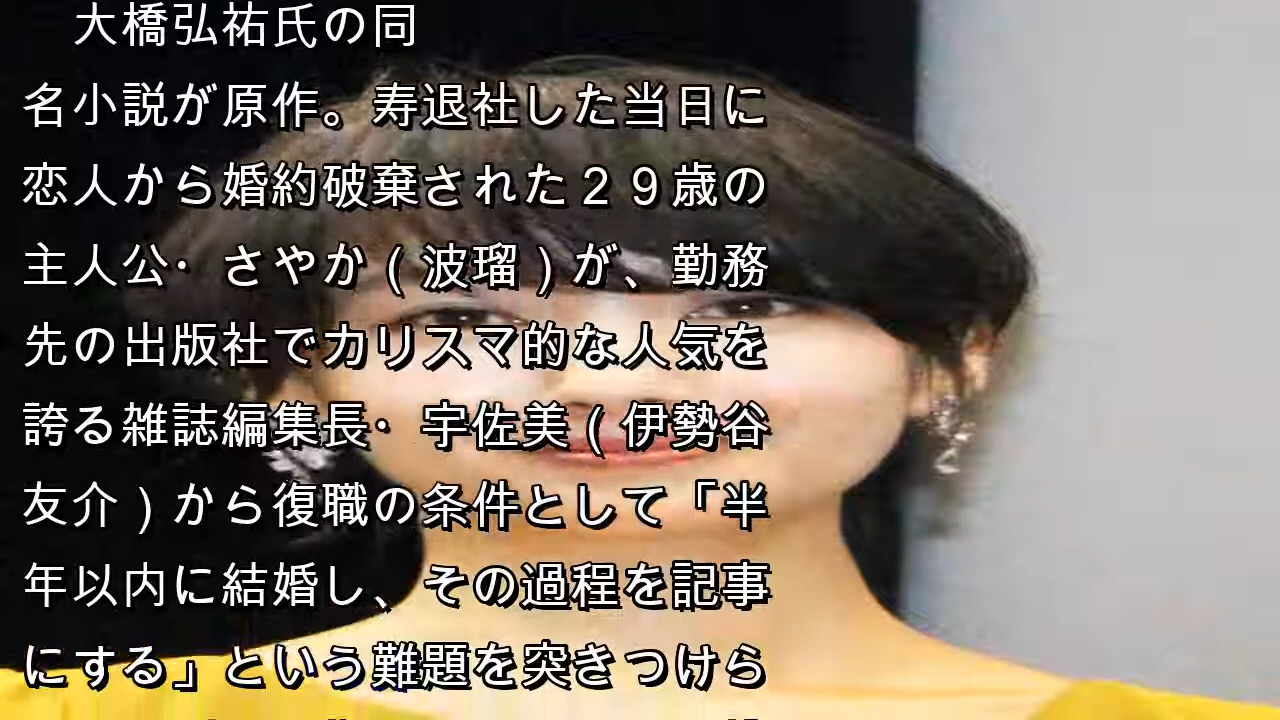 大橋弘祐氏の同
名小説が原作。寿退社した当日に
恋人から婚約破棄された２９歳の
主人公・さやか（波瑠）が、勤務
先の出版社でカリスマ的な人気を
誇る雑誌編集長・宇佐美（伊勢谷
友介）から復職の条件として「半
年以内に結婚し、その過程を記事
にする」という難題を突きつけら